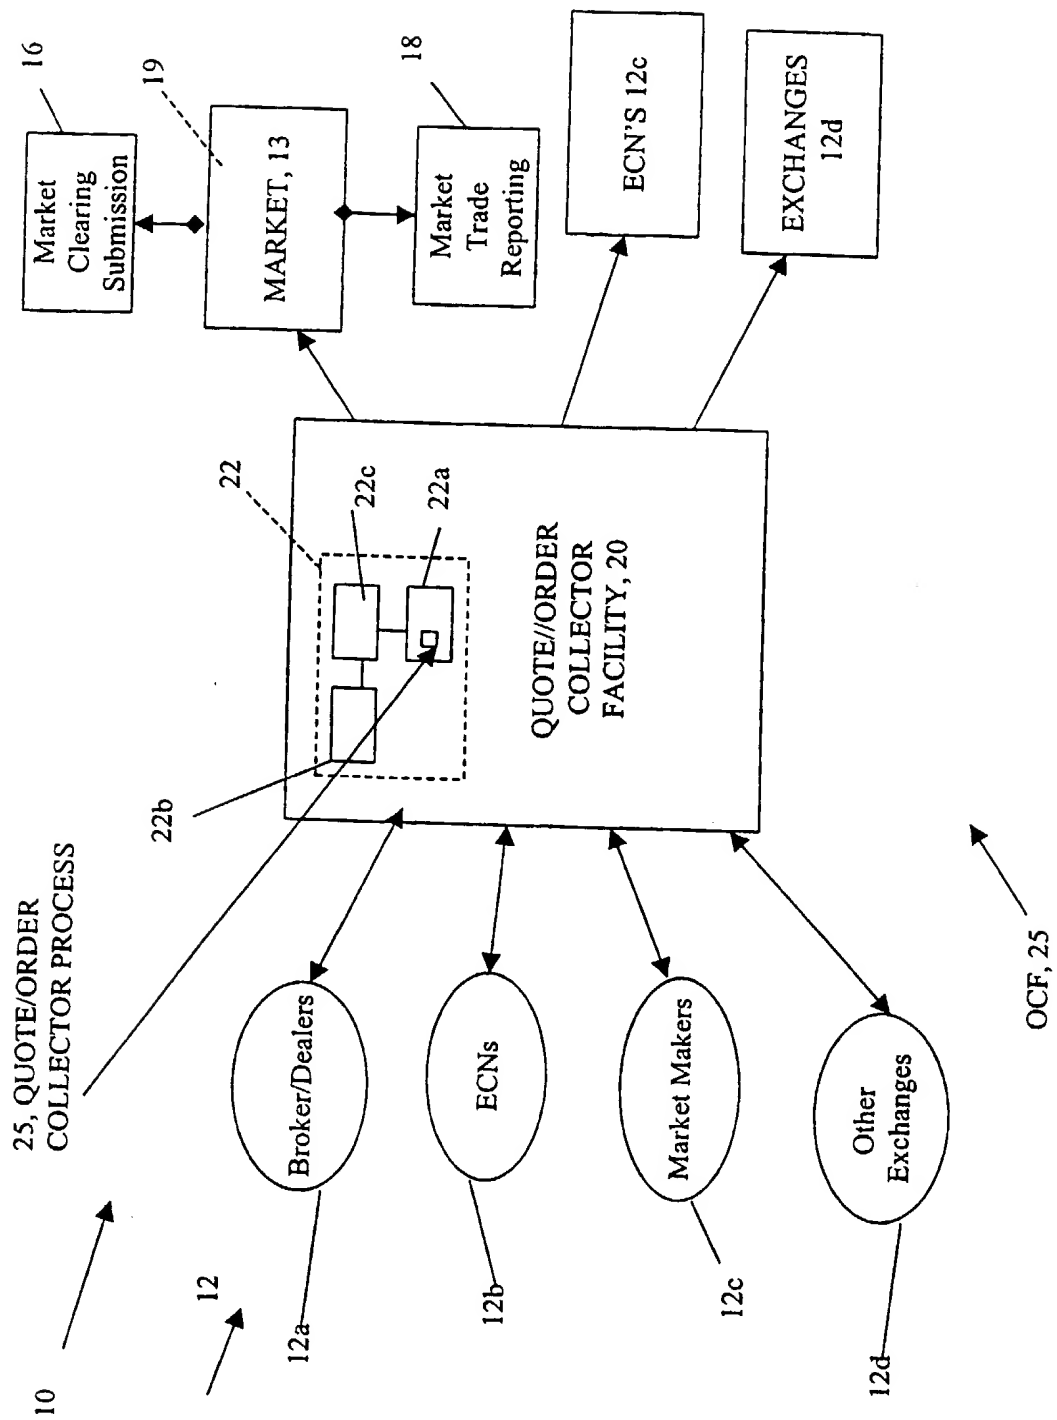 10
25, QUOTE/ORDER
COLLECTOR PROCESS
12
12a
Broker/Dealers
12b
ECNs
12c
Market Makers
12d
Other
Exchanges
22b
22
22c
22a
QUOTE//ORDER
COLLECTOR
FACILITY, 20
16
Market
Clearing
Submission
19
MARKET, 13
18
Market
Trade
Reporting
ECN'S 12c
EXCHANGES
12d
OCF, 25